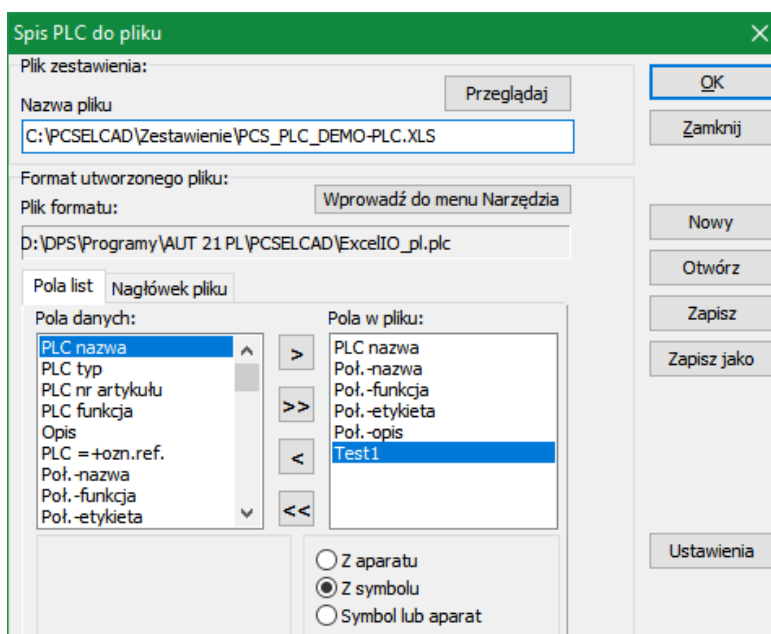 Spis PLC do pliku
Plik zestawienia:
Przeglądaj
Nazwa pliku
C:\PCSELCAD\Zestawienie\PCS_PLC_DEMO-PLC.XLS
OK
Zamknij
Format utworzonego pliku:
Wprowadź do menu Narzędzia
Plik formatu:
D:\DPS\Programy\AUT 21 PL\PCSELCAD\ExcelIO_pl.plc
Nowy
Otwórz
Zapisz
Zapisz jako
Pola list
Nagłówek pliku
Pola danych:
PLC nazwa
PLC typ
PLC nr artykułu
PLC funkcja
Opis
PLC =+ozn.ref.
Poł.-nazwa
Poł.-funkcja
Poł.-etykieta
>
>>
<
<<
Pola w pliku:
PLC nazwa
Poł.-nazwa
Poł.-funkcja
Poł.-etykieta
Poł.-opis
Test1
Z aparatu
Z symbolu
Symbol lub aparat
Ustawienia